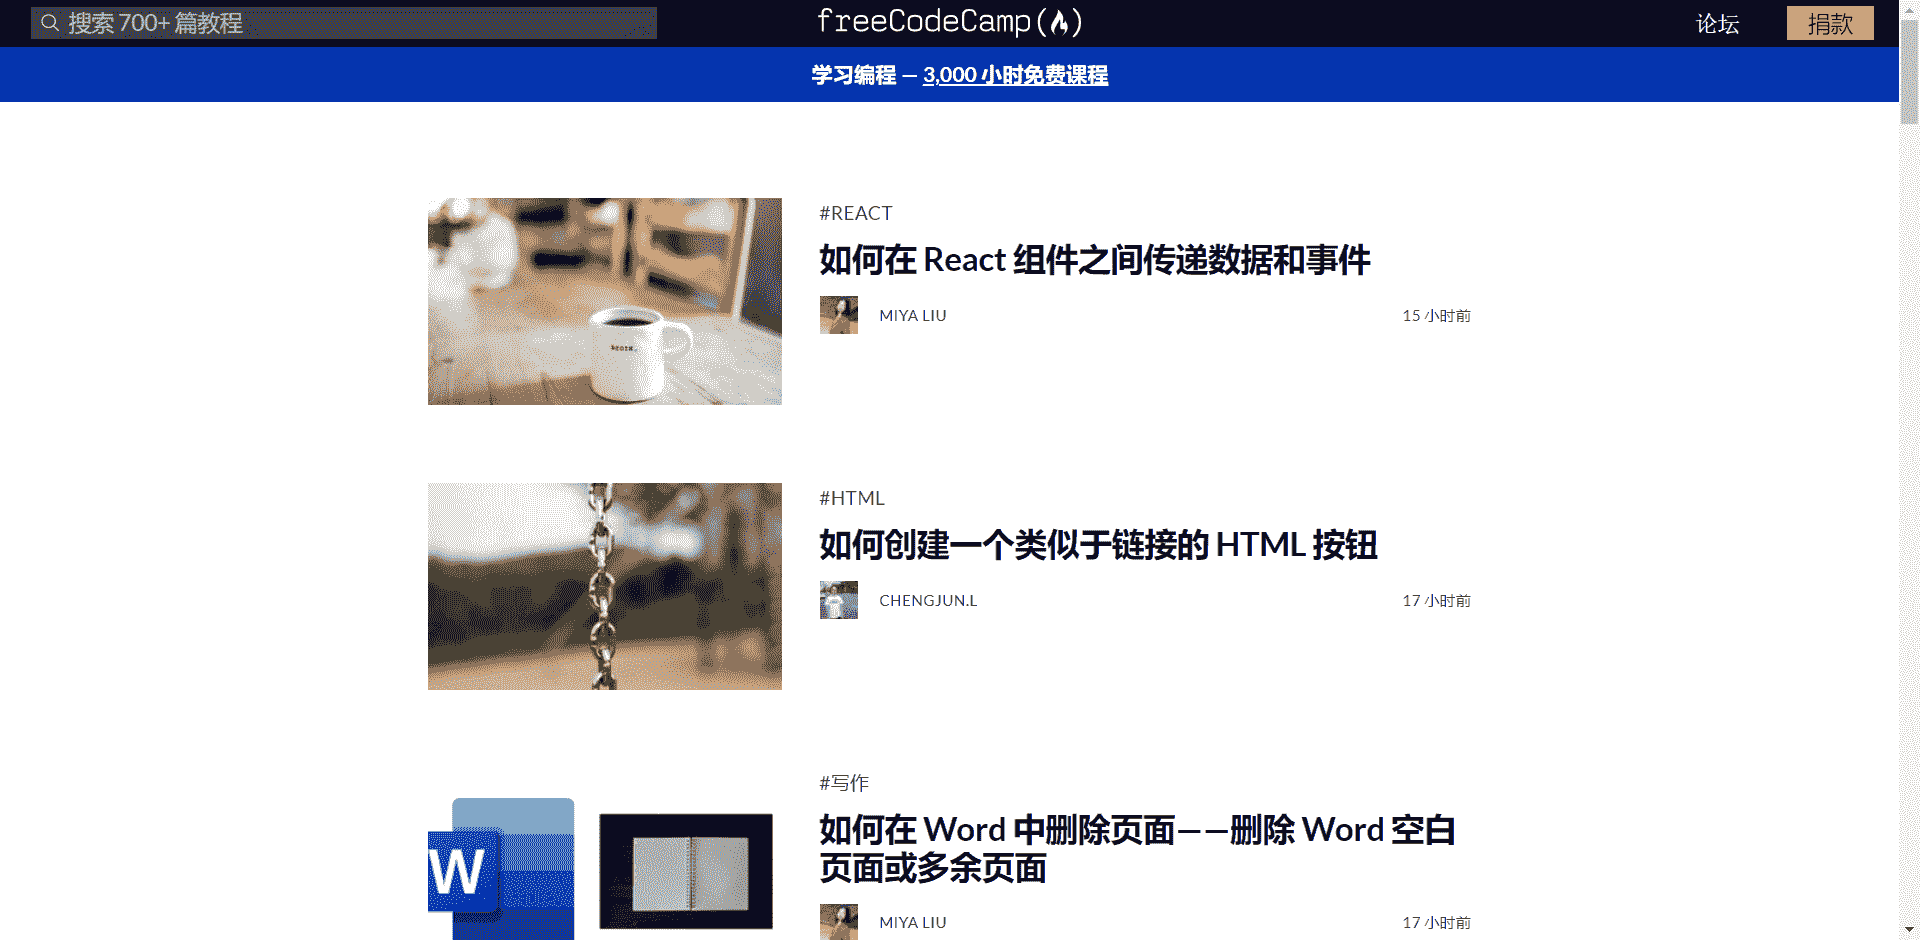 搜索 700+ 篇教程
freeCodeCamp(🔥)
论坛
捐款
学习编程 — 3,000 小时免费课程
#REACT
如何在 React 组件之间传递数据和事件
MIYA LIU
15 小时前
#HTML
如何创建一个类似于链接的 HTML 按钮
CHENGJUN.L
17 小时前
#写作
如何在 Word 中删除页面——删除 Word 空白
页面或多余页面
MIYA LIU
17 小时前
W